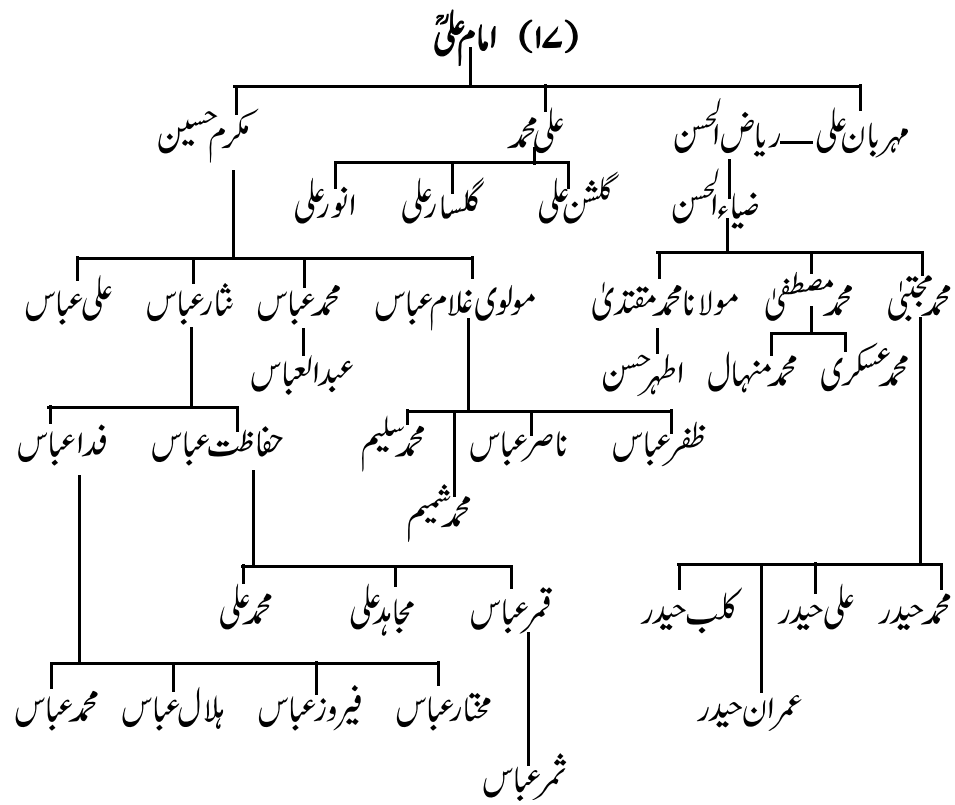 (۱۷) امام علیؒ
مہربان علی — ریاض الحسن علی محمد مکرم حسین
ضیاء الحسن گلشن علی گلسار علی انور علی
محمد مجتبیٰ محمد مصطفیٰ مولانا محمد مقتدیٰ مولوی غلام عباس محمد عباس نثار عباس علی عباس
محمد عسکری محمد منہال اطہر حسن عبد العباس
ظفر عباس ناصر عباس محمد سلیم حفاظت عباس فدا عباس
محمد شمیم
محمد حیدر علی حیدر کلب حیدر قمر عباس مجاہد علی محمد علی
عمران حیدر مختار عباس فیروز عباس ہلال عباس محمد عباس
ثمر عباس